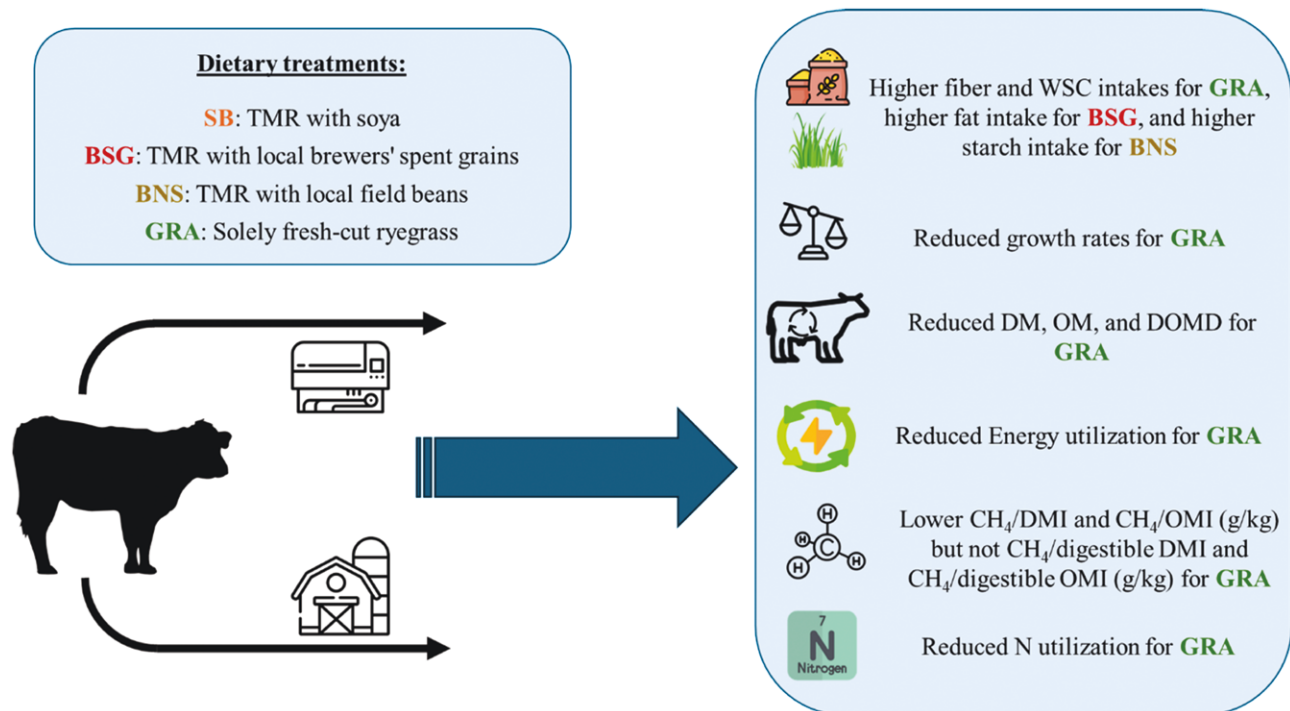 Dietary treatments:
SB: TMR with soya
BSG: TMR with local brewers' spent grains
BNS: TMR with local field beans
GRA: Solely fresh-cut ryegrass
Higher fiber and WSC intakes for GRA,
higher fat intake for BSG, and higher
starch intake for BNS
Reduced growth rates for GRA
Reduced DM, OM, and DOMD for
GRA
Reduced Energy utilization for GRA
H
H
C
H
H
Lower CH₄/DMI and CH₄/OMI (g/kg)
but not CH₄/digestible DMI and
CH₄/digestible OMI (g/kg) for GRA
7
N
Nitrogen
Reduced N utilization for GRA